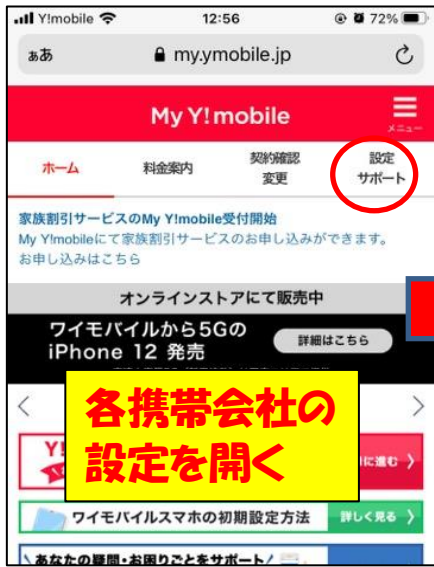 Y!mobile 12:56 72%
ぁあ my.ymobile.jp
My Y!mobile
メニュー
ホーム 料金案内 契約確認 変更 設定 サポート
家族割引サービスのMy Y!mobile受付開始
My Y!mobileにて家族割引サービスのお申し込みができます。
お申し込みはこちら
オンラインストアにて販売中
ワイモバイルから5Gの
iPhone 12 発売
詳細はこちら
各携帯会社の
設定を開く
Y!
に進む
ワイモバイルスマホの初期設定方法 詳しく見る
あなたの疑問・お困りごとをサポート